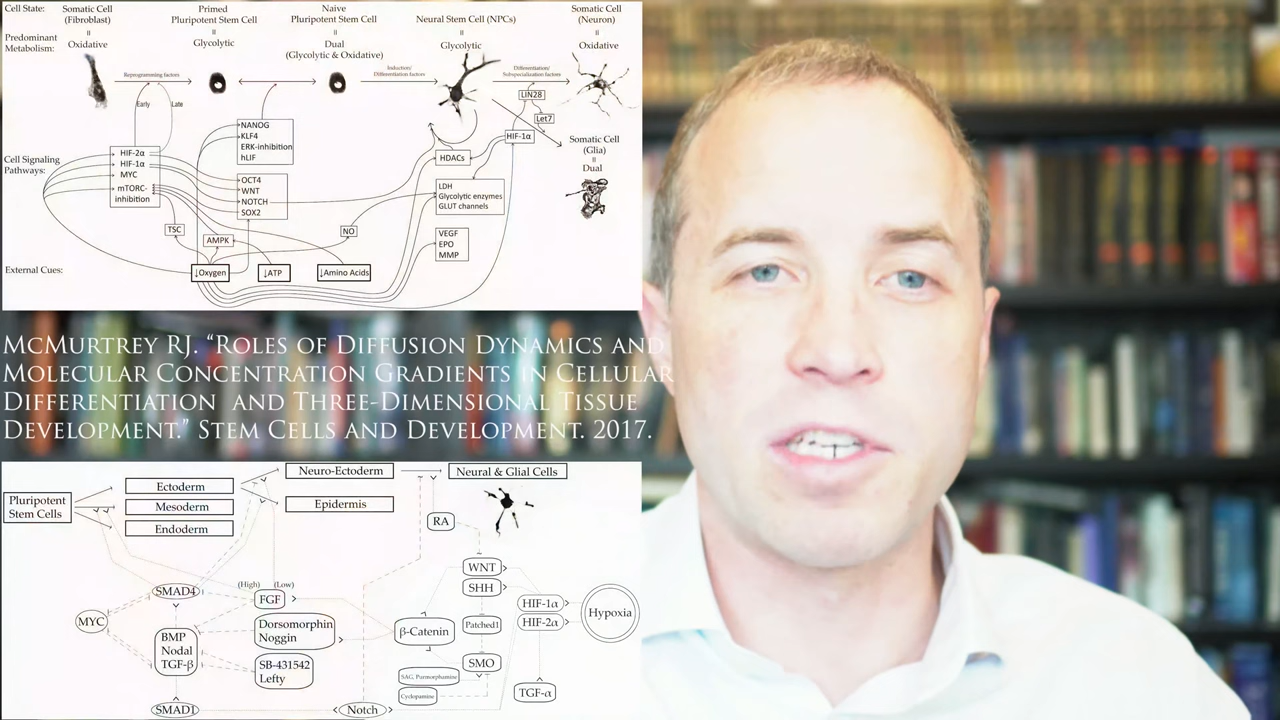 Cell State:
Somatic Cell
(Fibroblast)
Primed
Pluripotent Stem Cell
Naive
Pluripotent Stem Cell
Neural Stem Cell (NPCs)
Somatic Cell
(Neuron)
Predominant
Metabolism:
=
Oxidative
=
Glycolytic
=
Dual
(Glycolytic & Oxidative)
=
Glycolytic
=
Oxidative
Reprogramming factors
Induction/
Differentiation factors
Differentiation/
Subspecialization factors
Early
Late
LIN28
Let7
Somatic Cell
(Glia)
=
Dual
Cell Signaling
Pathways:
HIF-2α
HIF-1α
MYC
mTORC-
inhibition
NANOG
KLF4
ERK-inhibition
hLIF
OCT4
WNT
NOTCH
SOX2
HIF-1α
HDACs
LDH
Glycolytic enzymes
GLUT channels
TSC
AMPK
NO
VEGF
EPO
MMP
External Cues:
↓Oxygen
↓ATP
↓Amino Acids
McMurtrey RJ. “Roles of Diffusion Dynamics and
Molecular Concentration Gradients in Cellular
Differentiation and Three-Dimensional Tissue
Development.” Stem Cells and Development. 2017.
Pluripotent
Stem Cells
Ectoderm
Mesoderm
Endoderm
Neuro-Ectoderm
Epidermis
Neural & Glial Cells
RA
WNT
SHH
SMAD4
(High)
(Low)
FGF
MYC
Dorsomorphin
Noggin
BMP
Nodal
TGF-β
SB-431542
Lefty
β-Catenin
Patched1
HIF-1α
HIF-2α
Hypoxia
SMO
SAG, Purmorphamine
Cyclopamine
TGF-α
SMAD1
Notch